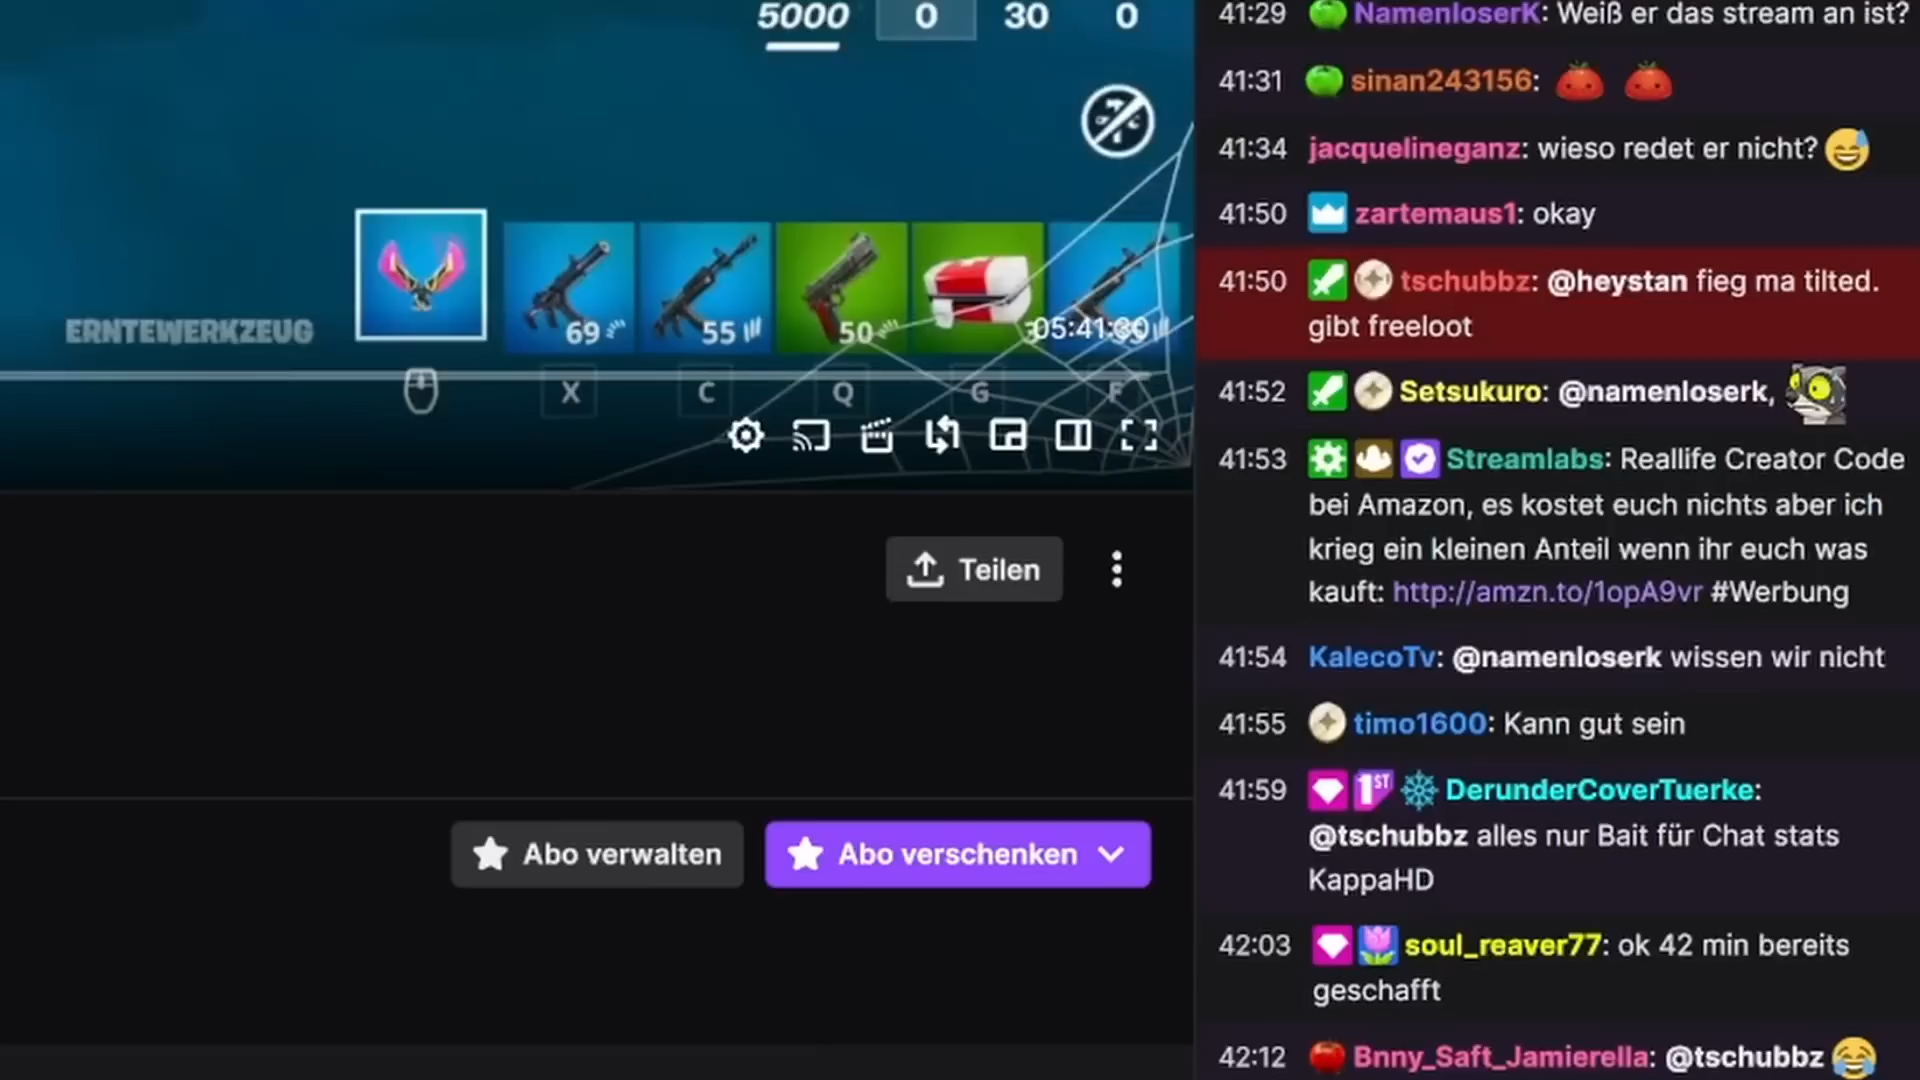 5000 0 30 0
ERNTEWERKZEUG
69 55 50 05:41:30
X C Q G F
Teilen
Abo verwalten
Abo verschenken
41:29 NamenloserK: Weiß er das stream an ist?
41:31 sinan243156:
41:34 jacquelineganz: wieso redet er nicht?
41:50 zartemaus1: okay
41:50 tschubbz: @heystan fieg ma tilted.
gibt freeloot
41:52 Setsukuro: @namenloserk,
41:53 Streamlabs: Reallife Creator Code
bei Amazon, es kostet euch nichts aber ich
krieg ein kleinen Anteil wenn ihr euch was
kauft: http://amzn.to/1opA9vr #Werbung
41:54 KalecoTv: @namenloserk wissen wir nicht
41:55 timo1600: Kann gut sein
41:59 1ST DerunderCoverTuerke:
@tschubbz alles nur Bait für Chat stats
KappaHD
42:03 soul_reaver77: ok 42 min bereits
geschafft
42:12 Bnny_Saft_Jamierella: @tschubbz